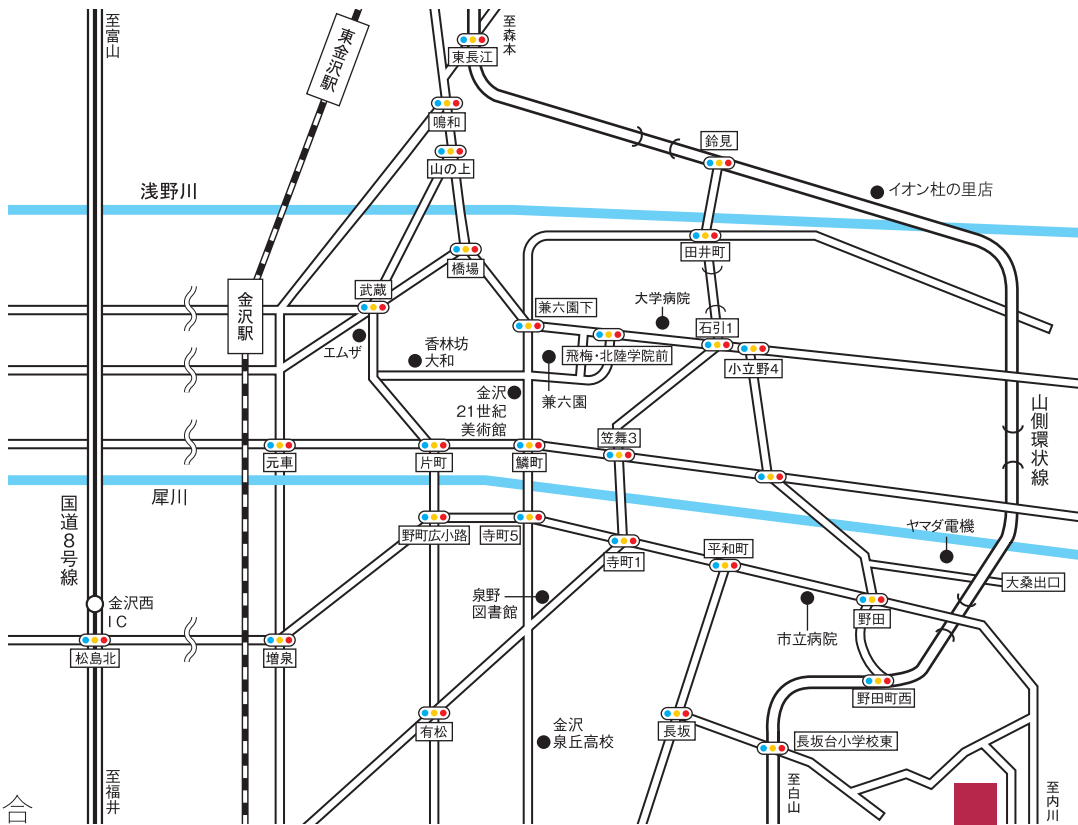 至富山
東金沢駅
至森本
東長江
鳴和
鈴見
山の上
浅野川
イオン杜の里店
田井町
橋場
武蔵
金沢駅
兼六園下
大学病院
石引1
エムザ
香林坊
大和
飛梅・北陸学院前
小立野4
兼六園
金沢
21世紀
美術館
山側環状線
笠舞3
元車
片町
鱗町
犀川
国道8号線
野町広小路
寺町5
寺町1
平和町
ヤマダ電機
大桑出口
泉野
図書館
金沢西
IC
野田
市立病院
松島北
増泉
野田町西
有松
金沢
泉丘高校
長坂
長坂台小学校東
至福井
至白山
至内川
合